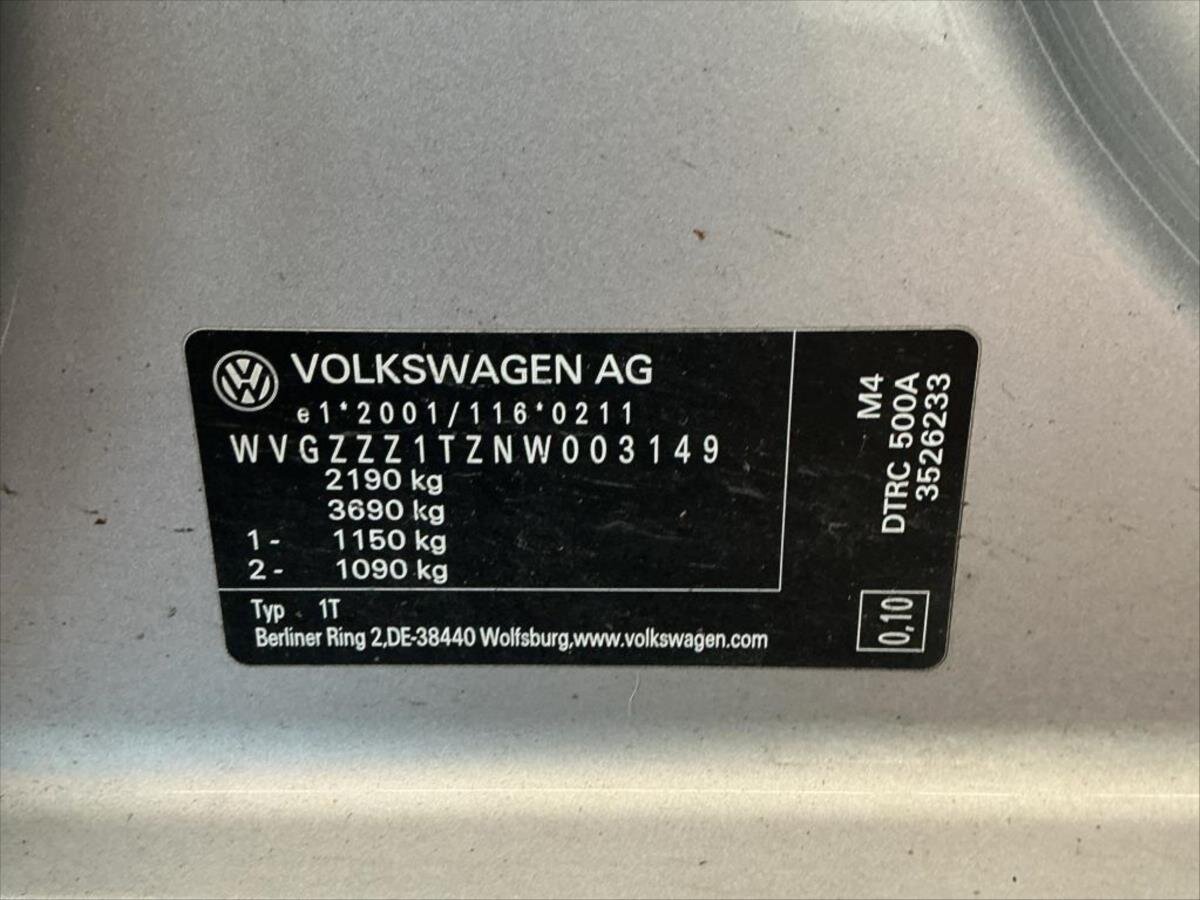 VOLKSWAGEN AG
e1*2001/116*0211
WVGZZZ1TZNW003149
2190 kg
3690 kg
1- 1150 kg
2- 1090 kg
Typ 1T
Berliner Ring 2,DE-38440 Wolfsburg,www.volkswagen.com
M4
DTRC 500A
3526233
0,10